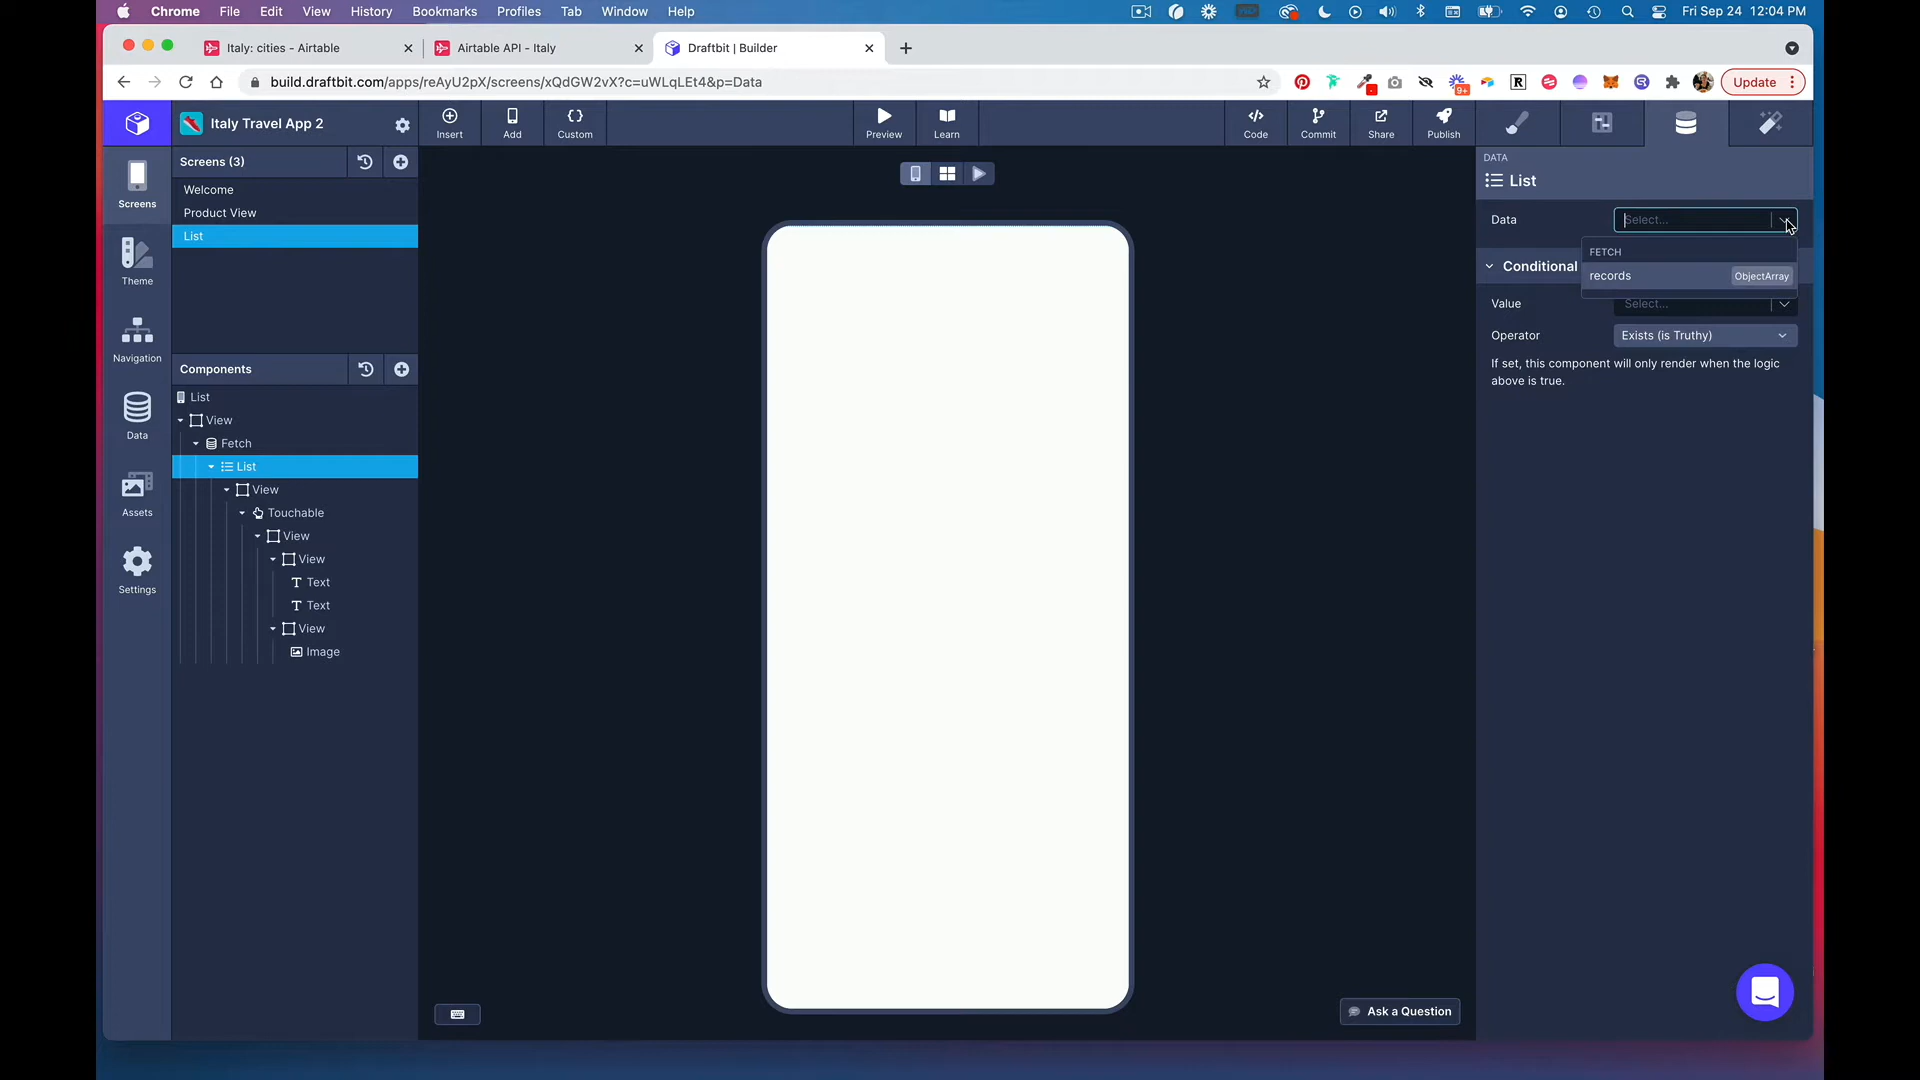 Chrome File Edit View History Bookmarks Profiles Tab Window Help Fri Sep 24 12:04 PM
Italy: cities - Airtable Airtable API - Italy Draftbit | Builder
build.draftbit.com/apps/reAyU2pX/screens/xQdGW2vX?c=uWLqLEt4&p=Data 9+ Update
Italy Travel App 2 Insert Add Custom Preview Learn Code Commit Share Publish
Screens (3)
Welcome
Product View
List
Components
List
View
Fetch
List
View
Touchable
View
View
Text
Text
View
Image
Screens
Theme
Navigation
Data
Assets
Settings
DATA
List
Data Select...
FETCH
records ObjectArray
Conditional
Value Select...
Operator Exists (is Truthy)
If set, this component will only render when the logic
above is true.
Ask a Question